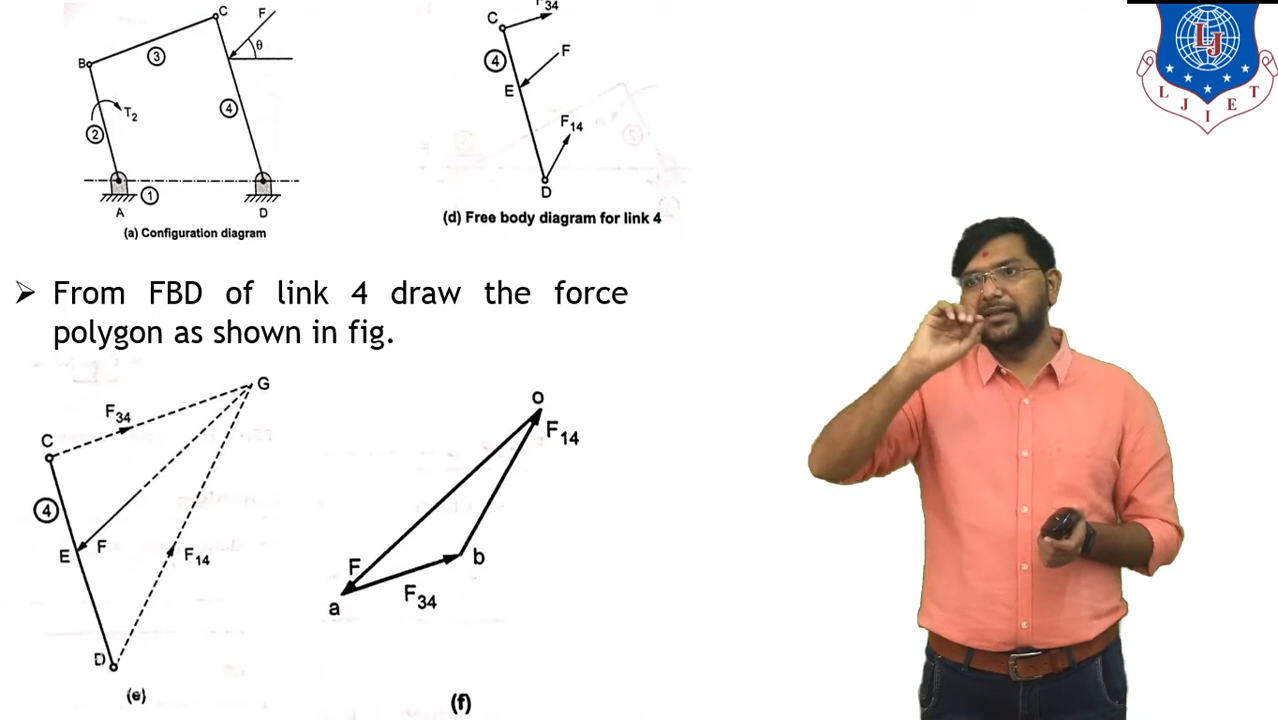 C
F
θ
B
③
T2
②
④
①
A
D
(a) Configuration diagram
C
F34
④
F
E
F14
D
(d) Free body diagram for link 4
LJ
L J I E T
➢ From FBD of link 4 draw the force
polygon as shown in fig.
G
F34
C
④
E
F
F14
D
(e)
o
F14
F
b
a
F34
(f)